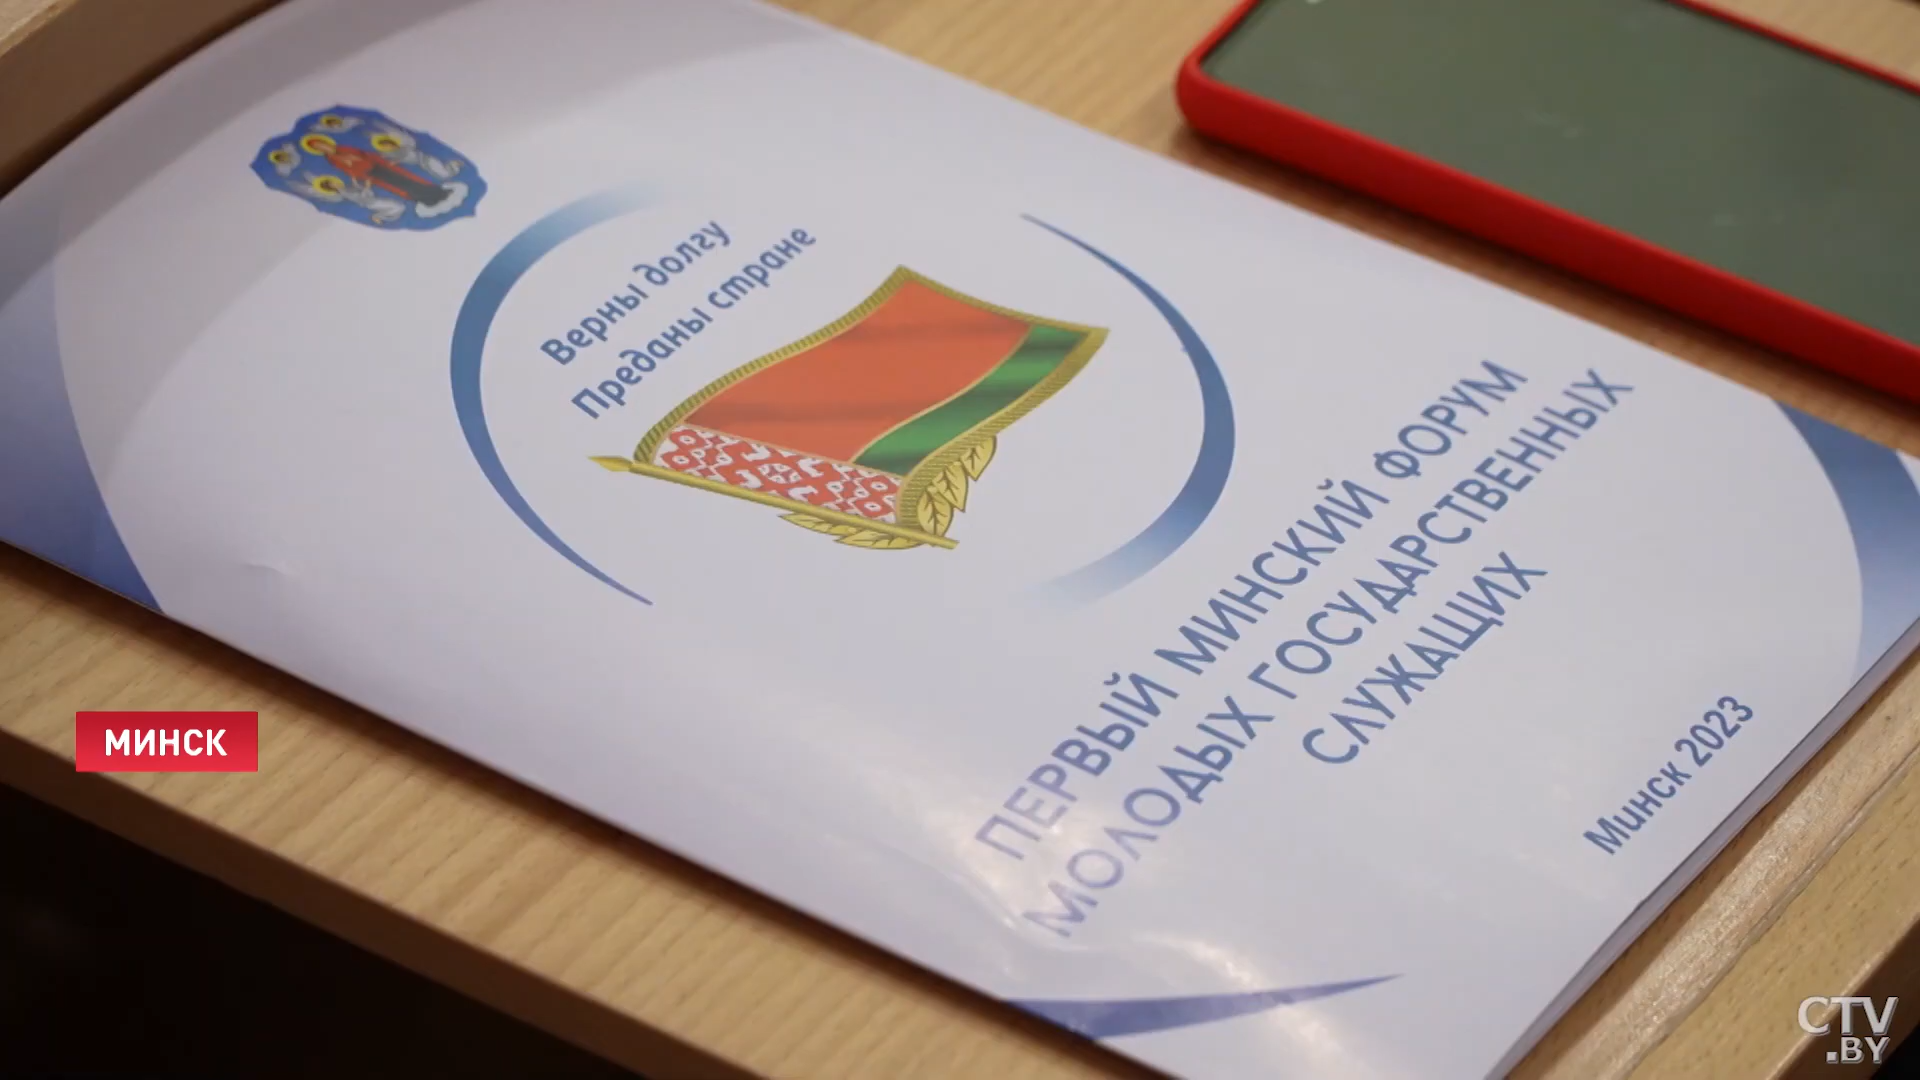 Верны долгу
Преданы стране
ПЕРВЫЙ МИНСКИЙ ФОРУМ
МОЛОДЫХ ГОСУДАРСТВЕННЫХ
СЛУЖАЩИХ
Минск 2023
МИНСК
CTV
.BY